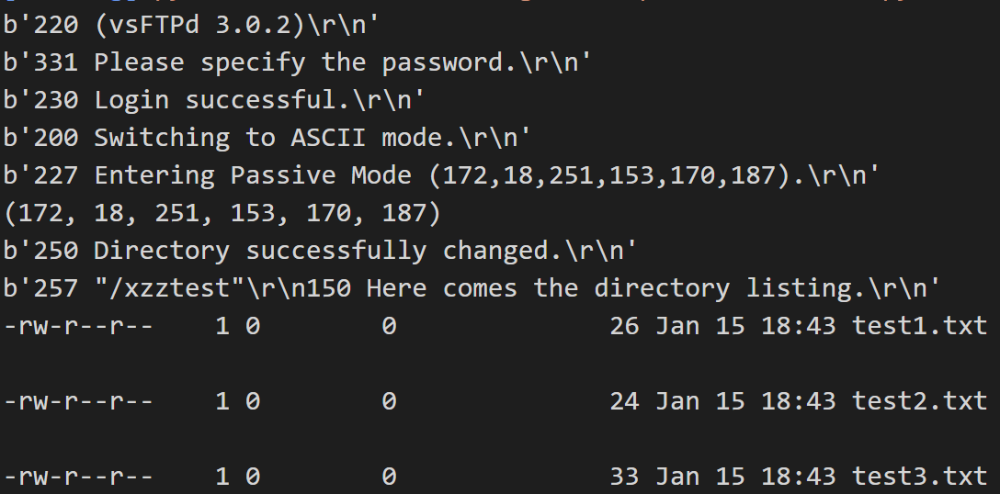 b'220 (vsFTPd 3.0.2)\r\n'
b'331 Please specify the password.\r\n'
b'230 Login successful.\r\n'
b'200 Switching to ASCII mode.\r\n'
b'227 Entering Passive Mode (172,18,251,153,170,187).\r\n'
(172, 18, 251, 153, 170, 187)
b'250 Directory successfully changed.\r\n'
b'257 "/xzztest"\r\n150 Here comes the directory listing.\r\n'
-rw-r--r--    1 0        0              26 Jan 15 18:43 test1.txt
-rw-r--r--    1 0        0              24 Jan 15 18:43 test2.txt
-rw-r--r--    1 0        0              33 Jan 15 18:43 test3.txt